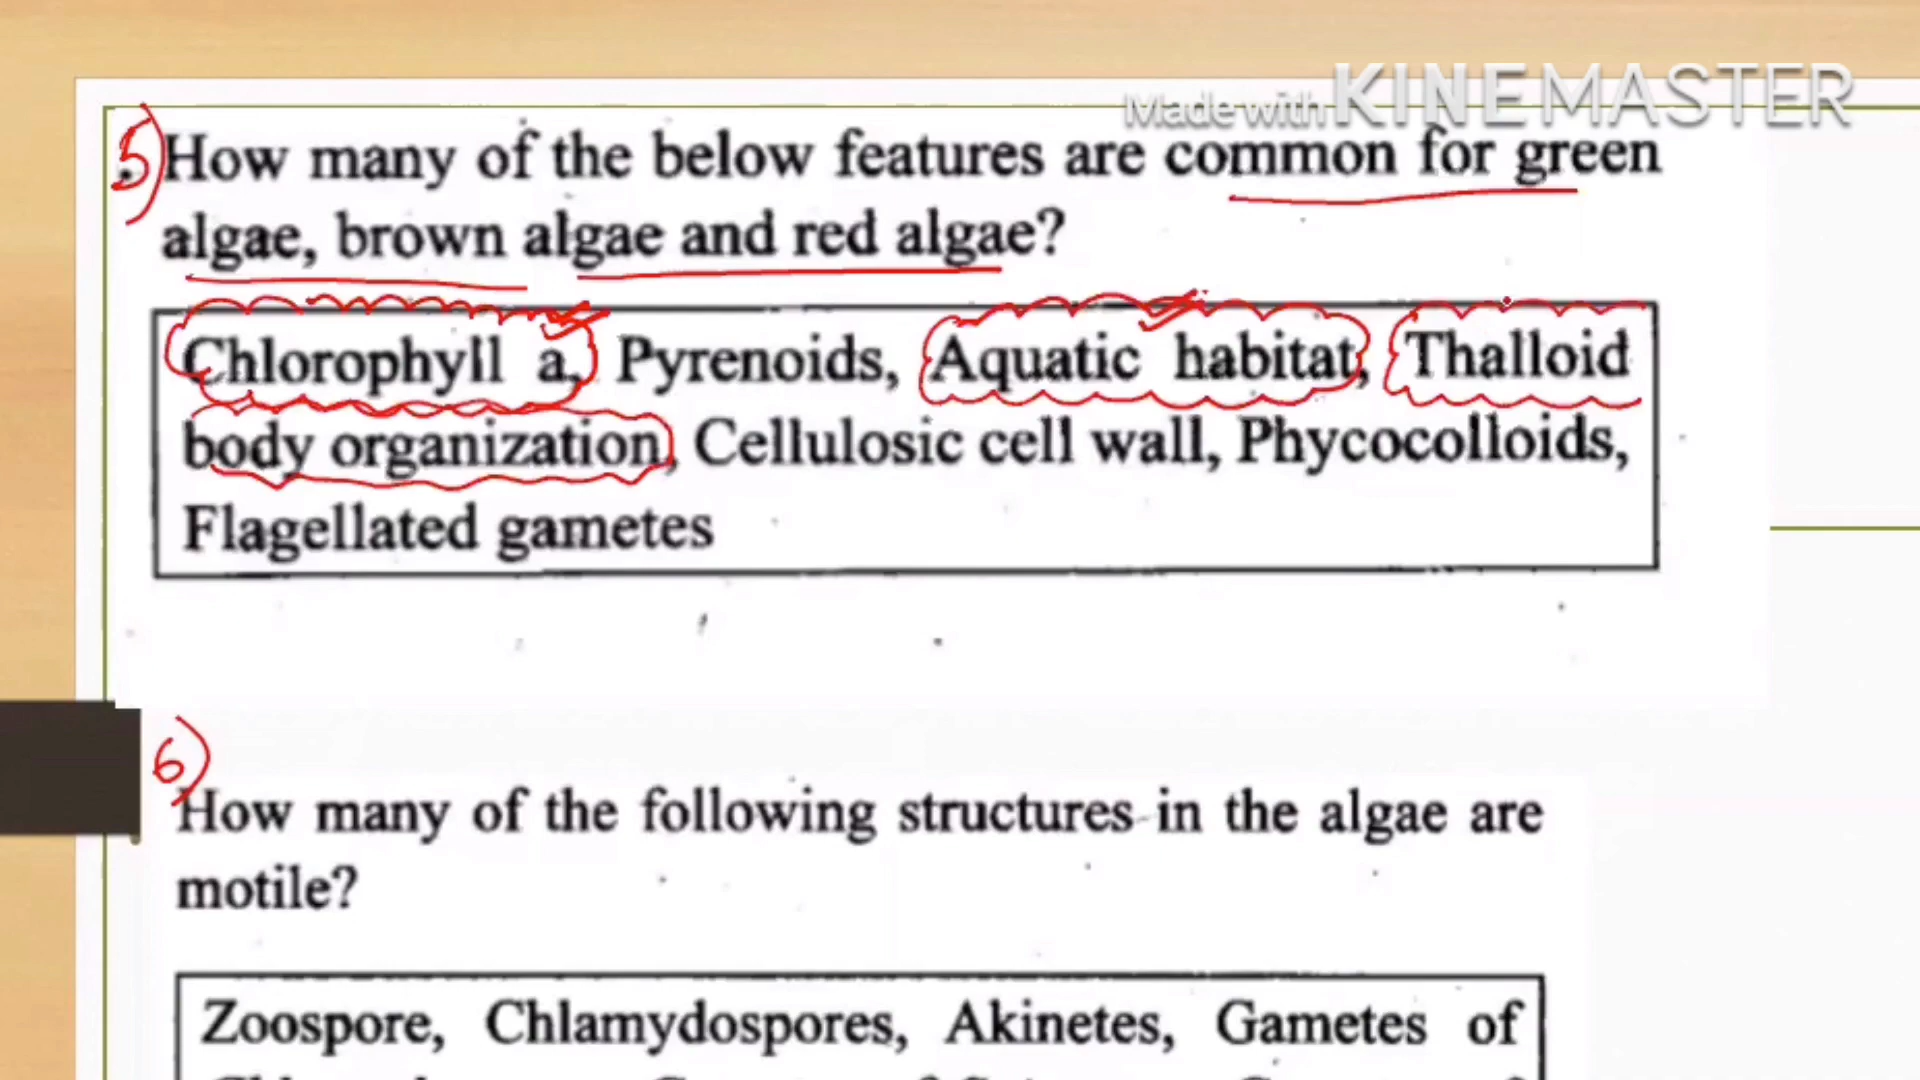 Made with KINEMASTER
5) How many of the below features are common for green
algae, brown algae and red algae?
Chlorophyll a, Pyrenoids, Aquatic habitat, Thalloid
body organization, Cellulosic cell wall, Phycocolloids,
Flagellated gametes
6)
How many of the following structures in the algae are
motile?
Zoospore, Chlamydospores, Akinetes, Gametes of